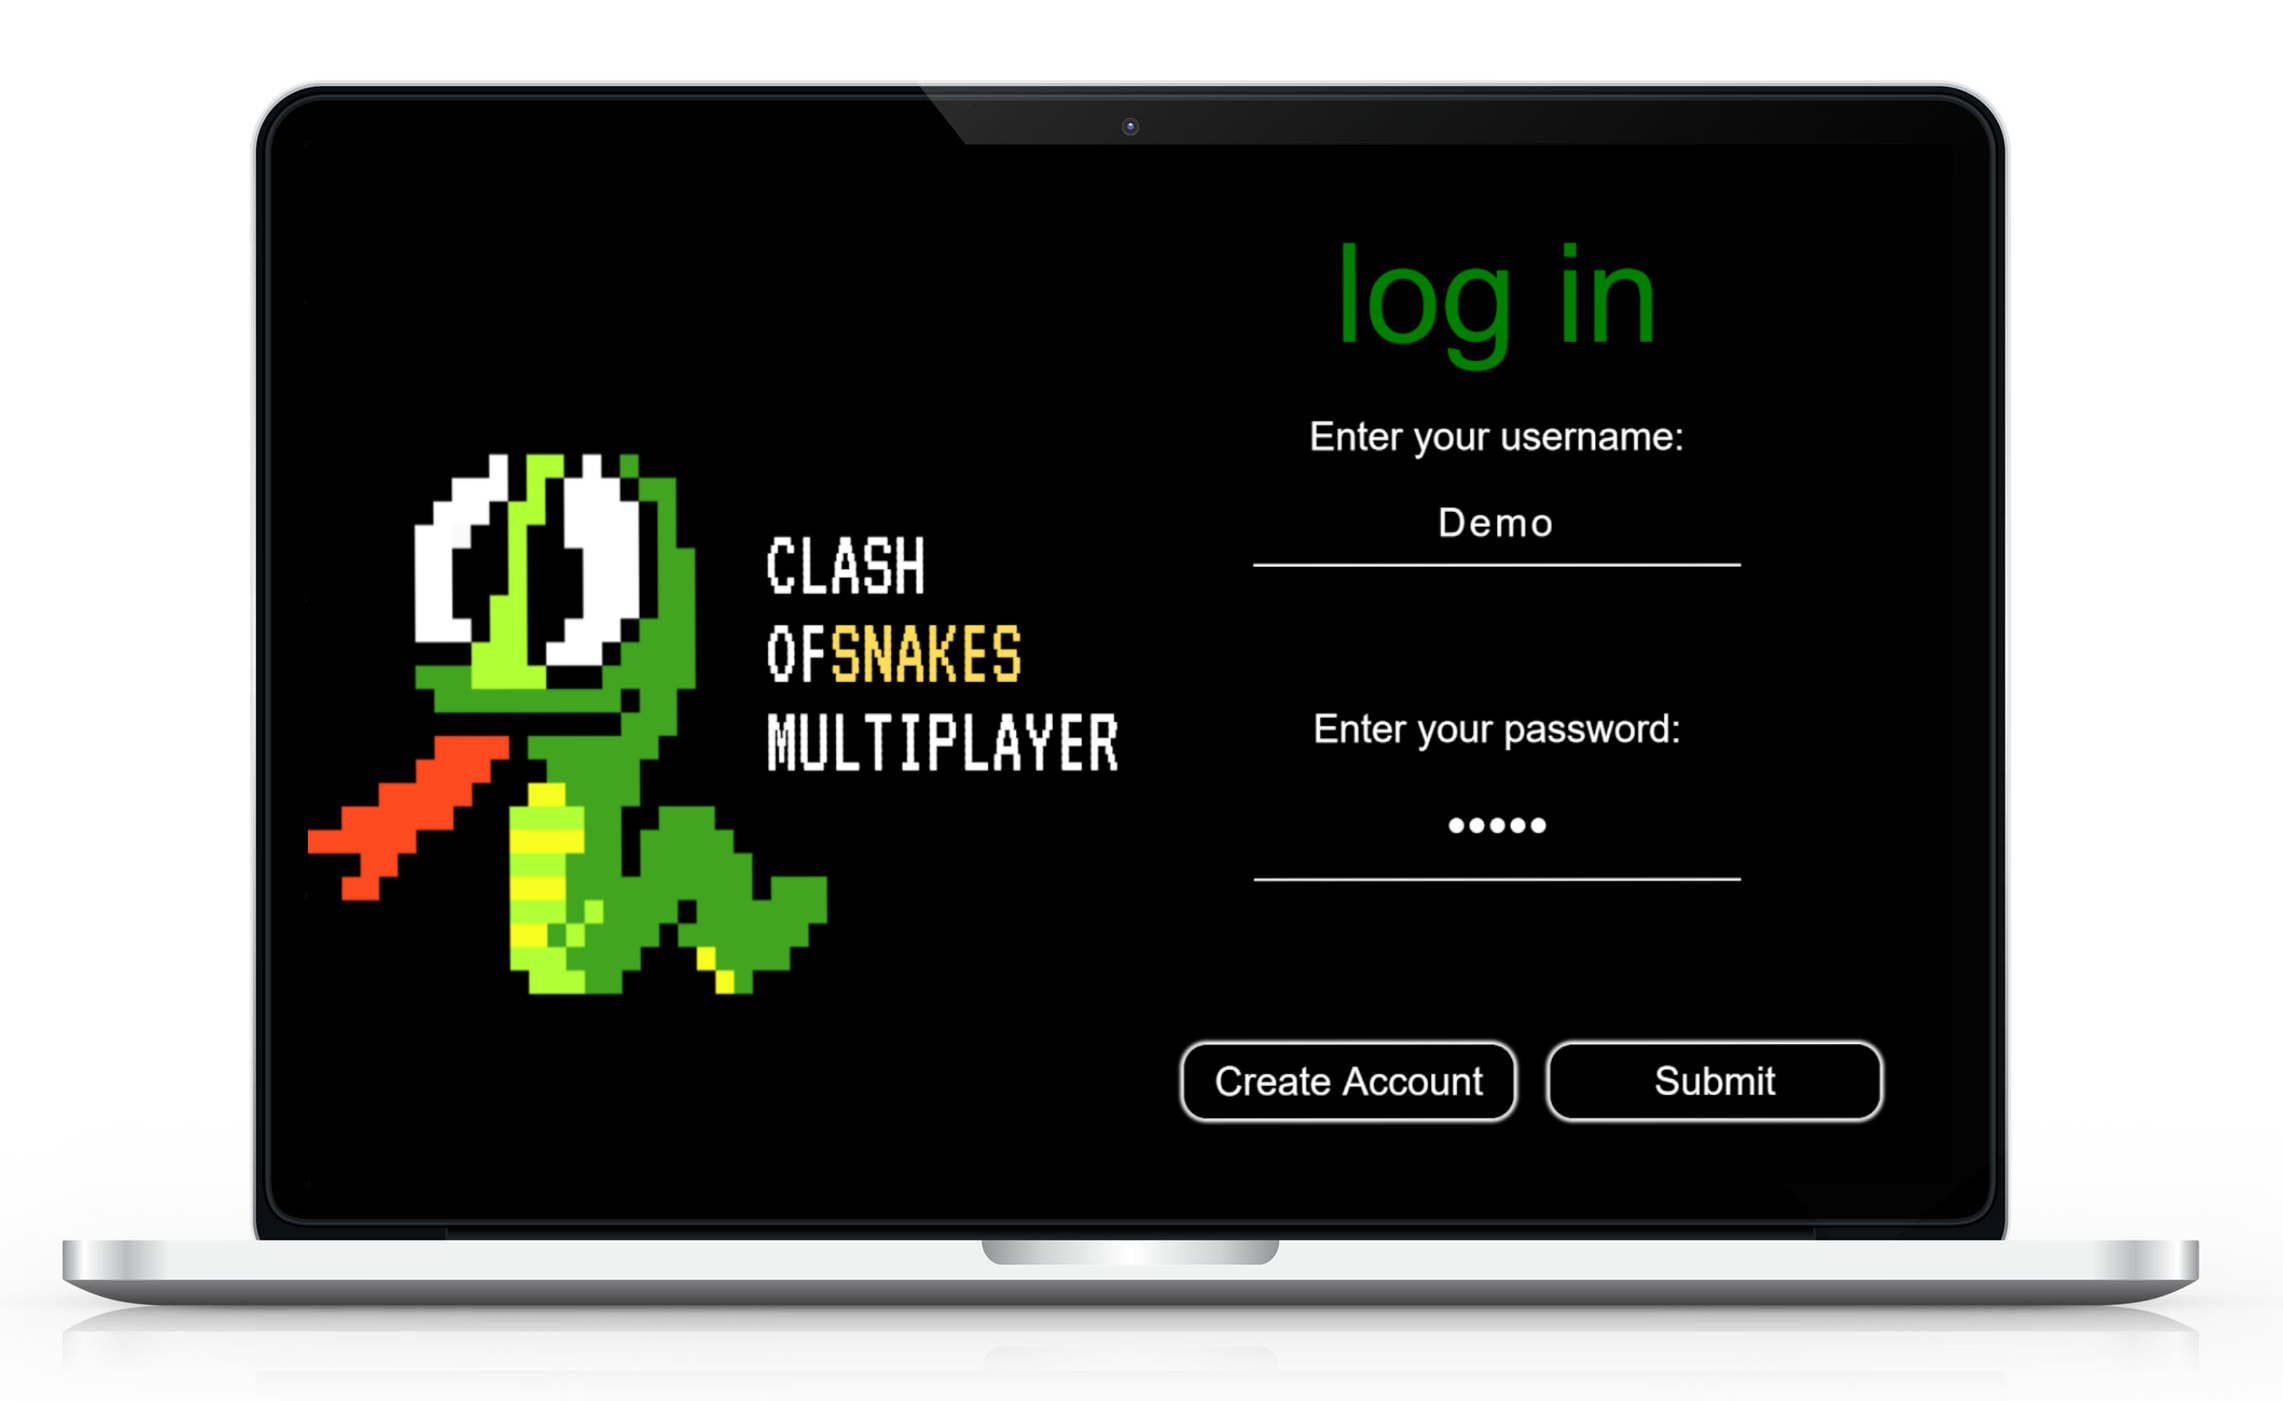 CLASH
OFSNAKES
MULTIPLAYER
log in
Enter your username:
Demo
Enter your password:
•••••
Create Account
Submit